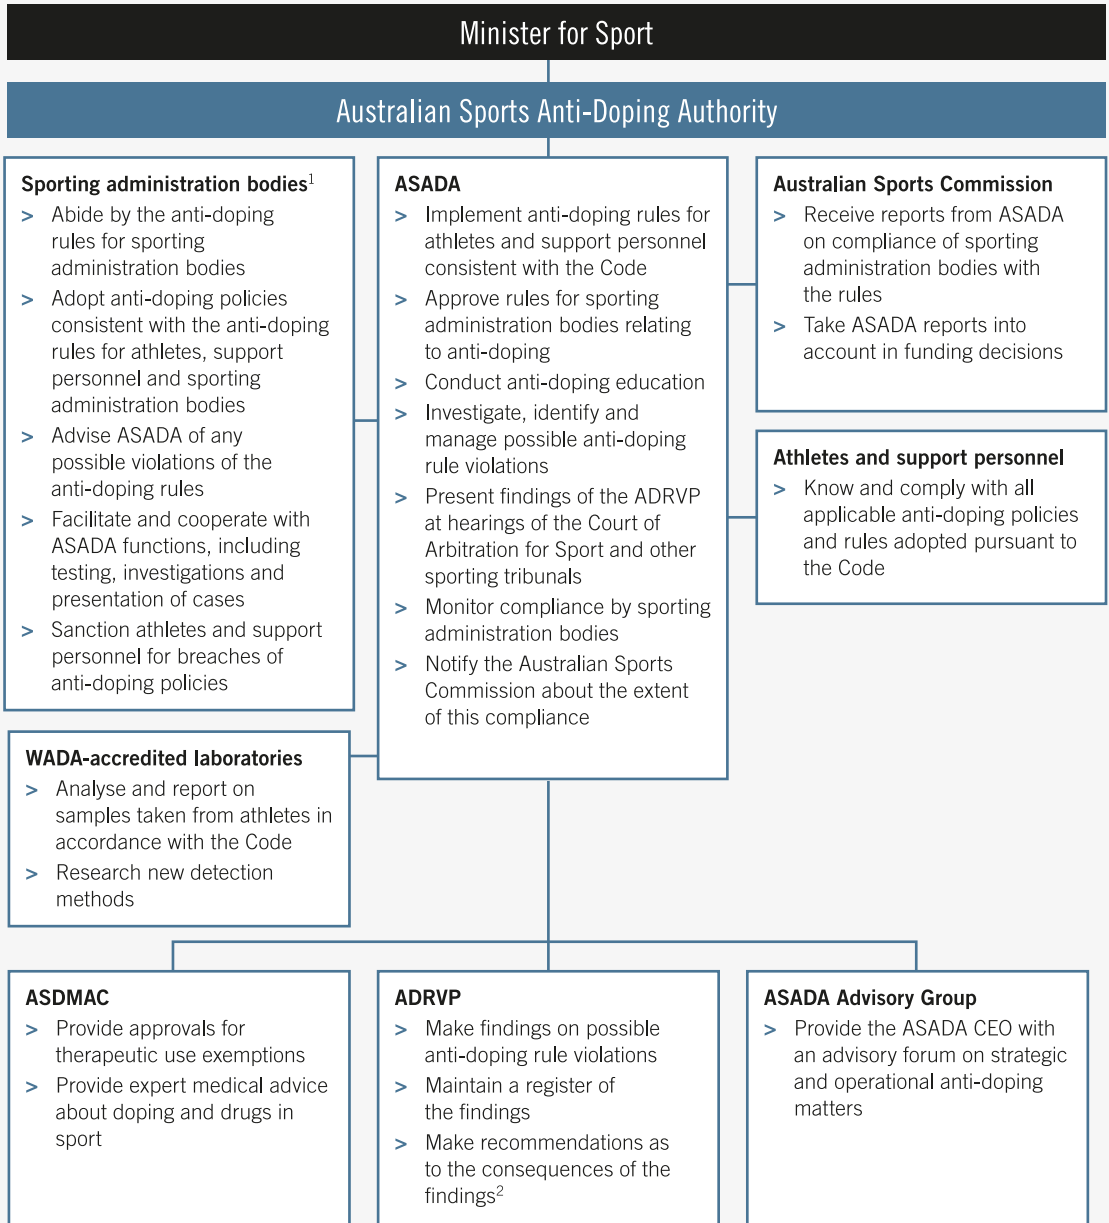 Minister for Sport
Australian Sports Anti-Doping Authority
Sporting administration bodies¹
> Abide by the anti-doping
rules for sporting
administration bodies
> Adopt anti-doping policies
consistent with the anti-doping
rules for athletes, support
personnel and sporting
administration bodies
> Advise ASADA of any
possible violations of the
anti-doping rules
> Facilitate and cooperate with
ASADA functions, including
testing, investigations and
presentation of cases
> Sanction athletes and support
personnel for breaches of
anti-doping policies
ASADA
> Implement anti-doping rules for
athletes and support personnel
consistent with the Code
> Approve rules for sporting
administration bodies relating
to anti-doping
> Conduct anti-doping education
> Investigate, identify and
manage possible anti-doping
rule violations
> Present findings of the ADRVP
at hearings of the Court of
Arbitration for Sport and other
sporting tribunals
> Monitor compliance by sporting
administration bodies
> Notify the Australian Sports
Commission about the extent
of this compliance
Australian Sports Commission
> Receive reports from ASADA
on compliance of sporting
administration bodies with
the rules
> Take ASADA reports into
account in funding decisions
Athletes and support personnel
> Know and comply with all
applicable anti-doping policies
and rules adopted pursuant to
the Code
WADA-accredited laboratories
> Analyse and report on
samples taken from athletes in
accordance with the Code
> Research new detection
methods
ASDMAC
> Provide approvals for
therapeutic use exemptions
> Provide expert medical advice
about doping and drugs in
sport
ADRVP
> Make findings on possible
anti-doping rule violations
> Maintain a register of
the findings
> Make recommendations as
to the consequences of the
findings²
ASADA Advisory Group
> Provide the ASADA CEO with
an advisory forum on strategic
and operational anti-doping
matters